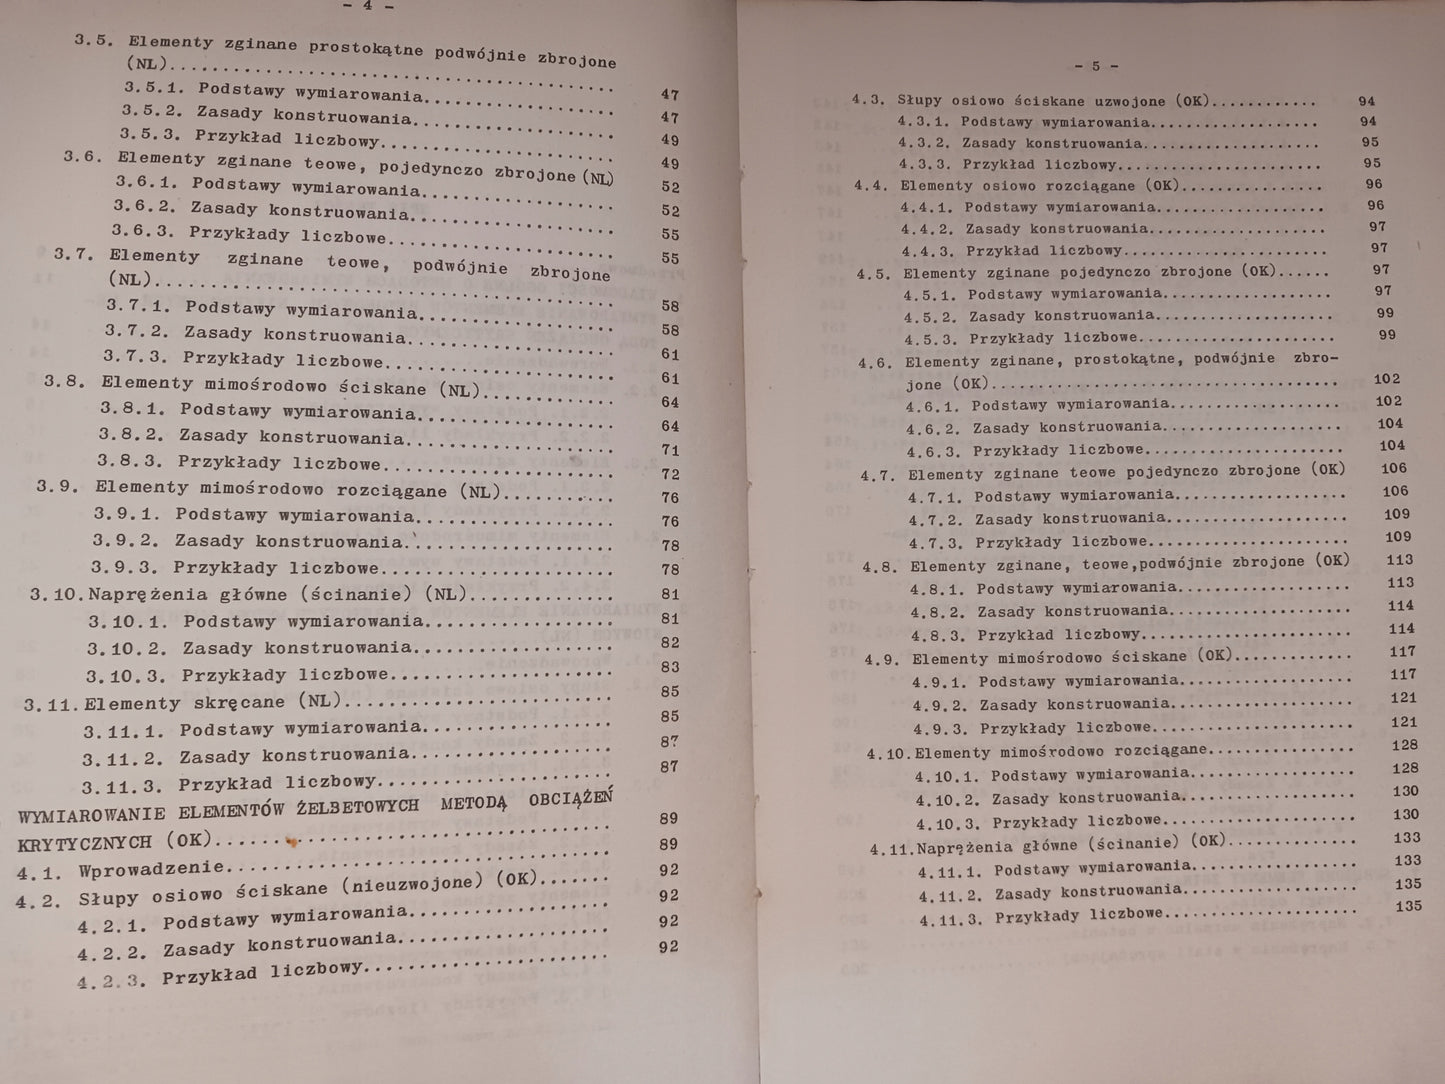 - 4 -
3.5. Elementy zginane prostokątne podwójnie zbrojone
(NL)........................................ 47
3.5.1. Podstawy wymiarowania.................. 47
3.5.2. Zasady konstruowania................... 49
3.5.3. Przykład liczbowy...................... 49
3.6. Elementy zginane teowe, pojedynczo zbrojone (NL) 52
3.6.1. Podstawy wymiarowania.................. 52
3.6.2. Zasady konstruowania................... 55
3.6.3. Przykłady liczbowe..................... 55
3.7. Elementy zginane teowe, podwójnie zbrojone
(NL)........................................ 58
3.7.1. Podstawy wymiarowania.................. 58
3.7.2. Zasady konstruowania................... 61
3.7.3. Przykłady liczbowe..................... 61
3.8. Elementy mimośrodowo ściskane (NL)............ 64
3.8.1. Podstawy wymiarowania.................. 64
3.8.2. Zasady konstruowania................... 71
3.8.3. Przykłady liczbowe..................... 72
3.9. Elementy mimośrodowo rozciągane (NL).......... 76
3.9.1. Podstawy wymiarowania.................. 76
3.9.2. Zasady konstruowania................... 78
3.9.3. Przykłady liczbowe..................... 78
3.10. Naprężenia główne (ścinanie) (NL)............. 81
3.10.1. Podstawy wymiarowania.................. 81
3.10.2. Zasady konstruowania................... 82
3.10.3. Przykłady liczbowe..................... 83
3.11. Elementy skręcane (NL)........................ 85
3.11.1. Podstawy wymiarowania.................. 85
3.11.2. Zasady konstruowania................... 87
3.11.3. Przykład liczbowy...................... 87
WYMIAROWANIE ELEMENTÓW ŻELBETOWYCH METODĄ OBCIĄŻEŃ
KRYTYCZNYCH (OK)................................... 89
4.1. Wprowadzenie.................................. 89
4.2. Słupy osiowo ściskane (nieuzwojone) (OK)....... 92
4.2.1. Podstawy wymiarowania.................. 92
4.2.2. Zasady konstruowania................... 92
4.2.3. Przykład liczbowy...................... 92
- 5 -
4.3. Słupy osiowo ściskane uzwojone (OK)............ 94
4.3.1. Podstawy wymiarowania.................. 94
4.3.2. Zasady konstruowania................... 95
4.3.3. Przykład liczbowy...................... 95
4.4. Elementy osiowo rozciągane (OK)............... 96
4.4.1. Podstawy wymiarowania.................. 96
4.4.2. Zasady konstruowania................... 97
4.4.3. Przykład liczbowy...................... 97
4.5. Elementy zginane pojedynczo zbrojone (OK)...... 97
4.5.1. Podstawy wymiarowania.................. 97
4.5.2. Zasady konstruowania................... 99
4.5.3. Przykłady liczbowe..................... 99
4.6. Elementy zginane, prostokątne, podwójnie zbro-
jone (OK)..................................... 102
4.6.1. Podstawy wymiarowania.................. 102
4.6.2. Zasady konstruowania................... 104
4.6.3. Przykłady liczbowe..................... 104
4.7. Elementy zginane teowe pojedynczo zbrojone (OK) 106
4.7.1. Podstawy wymiarowania.................. 106
4.7.2. Zasady konstruowania................... 109
4.7.3. Przykłady liczbowe..................... 109
4.8. Elementy zginane, teowe,podwójnie zbrojone (OK) 113
4.8.1. Podstawy wymiarowania.................. 113
4.8.2. Zasady konstruowania................... 114
4.8.3. Przykład liczbowy...................... 114
4.9. Elementy mimośrodowo ściskane (OK)............. 117
4.9.1. Podstawy wymiarowania.................. 117
4.9.2. Zasady konstruowania................... 121
4.9.3. Przykłady liczbowe..................... 121
4.10. Elementy mimośrodowo rozciągane................ 128
4.10.1. Podstawy wymiarowania.................. 128
4.10.2. Zasady konstruowania................... 130
4.10.3. Przykłady liczbowe..................... 130
4.11. Naprężenia główne (ścinanie) (OK).............. 133
4.11.1. Podstawy wymiarowania.................. 133
4.11.2. Zasady konstruowania................... 135
4.11.3. Przykłady liczbowe..................... 135